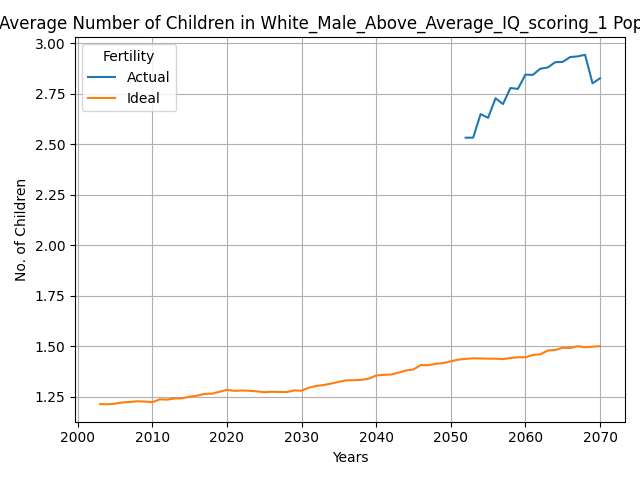 Average Number of Children in White_Male_Above_Average_IQ_scoring_1 Pop
Fertility
Actual
Ideal
3.00
2.75
2.50
2.25
2.00
1.75
1.50
1.25
No. of Children
2000 2010 2020 2030 2040 2050 2060 2070
Years